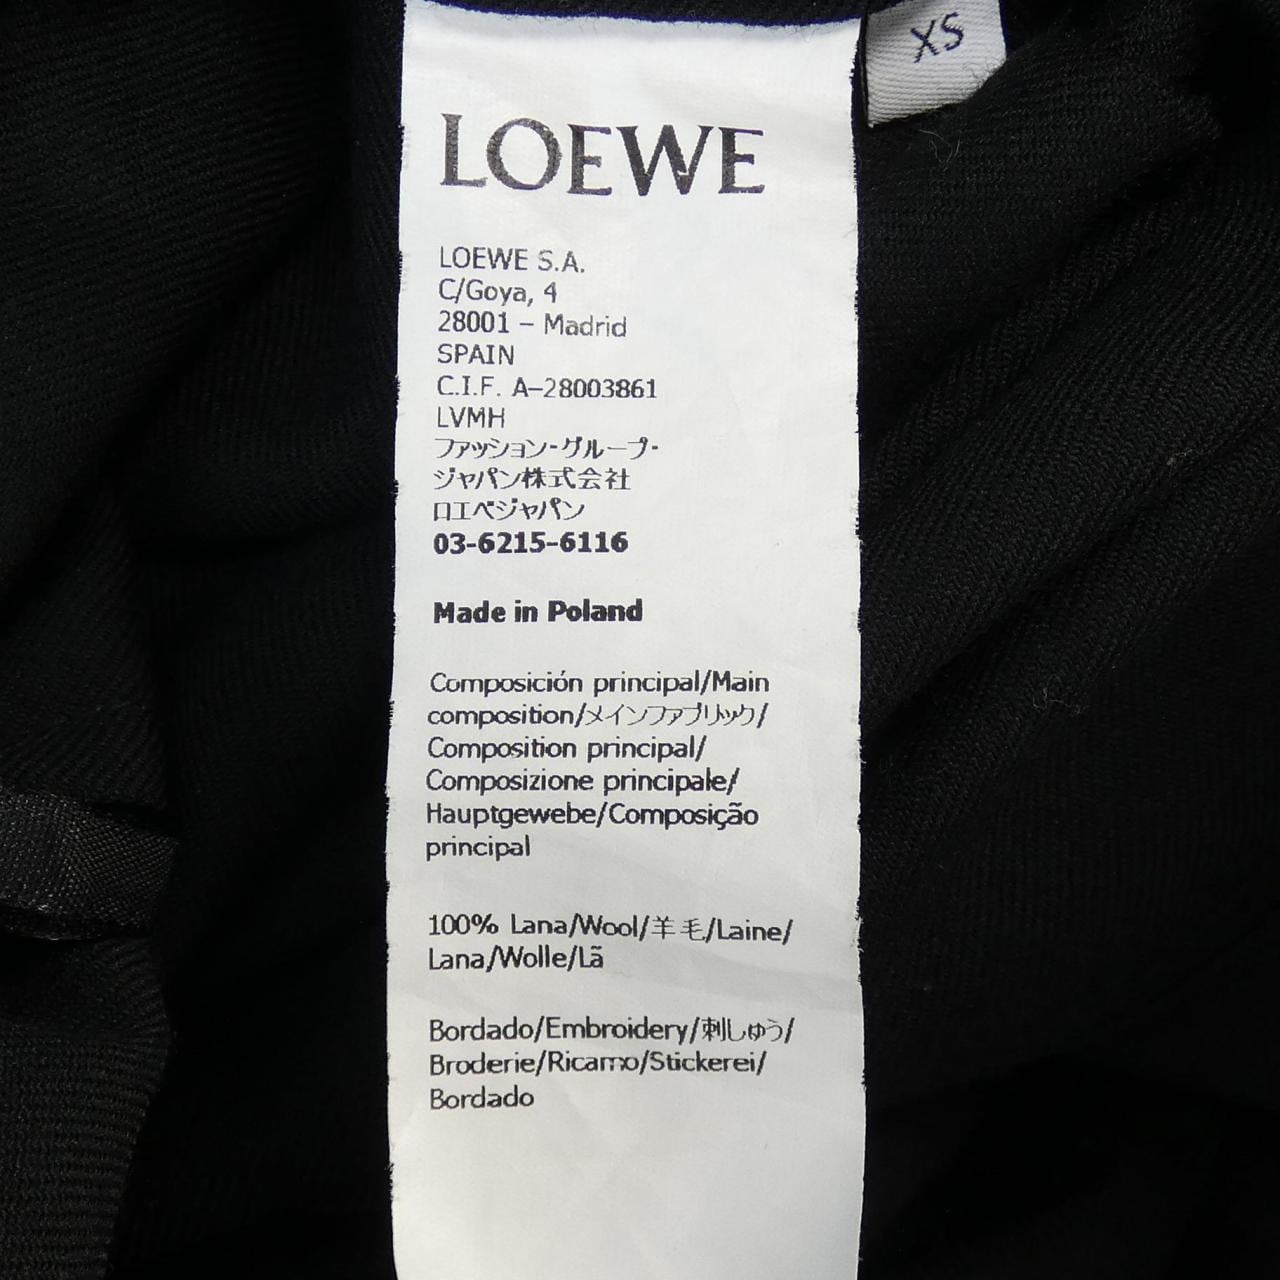 XS
LOEWE
LOEWE S.A.
C/Goya, 4
28001 – Madrid
SPAIN
C.I.F. A–28003861
LVMH
ファッション・グループ・
ジャパン株式会社
ロエベジャパン
03-6215-6116
Made in Poland
Composición principal/Main
composition/メインファブリック/
Composition principal/
Composizione principale/
Hauptgewebe/Composição
principal
100% Lana/Wool/羊毛/Laine/
Lana/Wolle/Lã
Bordado/Embroidery/刺しゅう/
Broderie/Ricamo/Stickerei/
Bordado